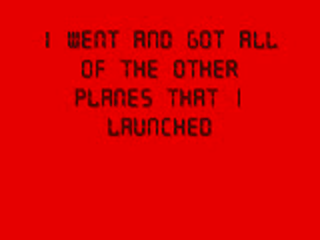 I WENT AND GOT ALL
OF THE OTHER
PLANES THAT I
LAUNCHED